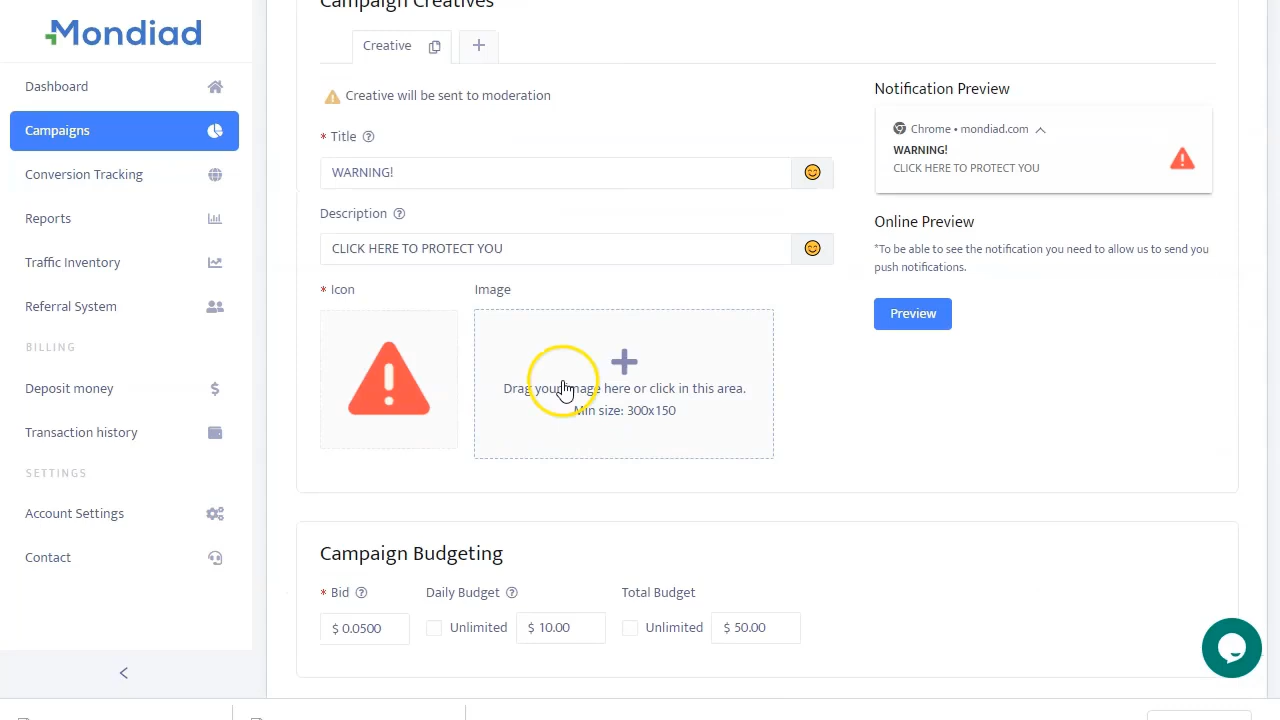 Mondiad
Dashboard
Campaigns
Conversion Tracking
Reports
Traffic Inventory
Referral System
BILLING
Deposit money
Transaction history
SETTINGS
Account Settings
Contact
Campaign Creatives
Creative
Creative will be sent to moderation
* Title
WARNING!
Description
CLICK HERE TO PROTECT YOU
* Icon
Image
Drag your image here or click in this area.
Min size: 300x150
Notification Preview
Chrome • mondiad.com
WARNING!
CLICK HERE TO PROTECT YOU
Online Preview
*To be able to see the notification you need to allow us to send you
push notifications.
Preview
Campaign Budgeting
* Bid
Daily Budget
Total Budget
$ 0.0500
Unlimited
$ 10.00
Unlimited
$ 50.00